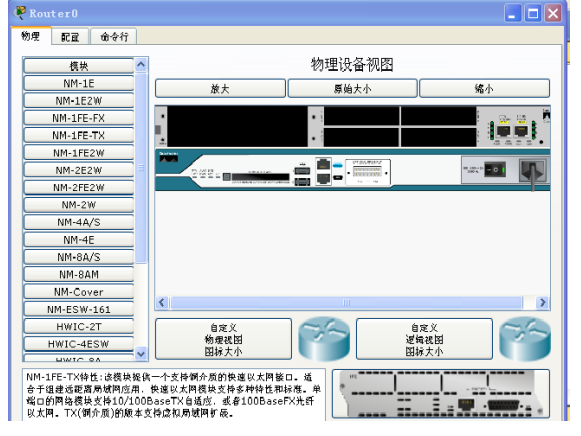 Router0
物理 配置 命令行
模块
NM-1E
NM-1E2W
NM-1FE-FX
NM-1FE-TX
NM-1FE2W
NM-2E2W
NM-2FE2W
NM-2W
NM-4A/S
NM-4E
NM-8A/S
NM-8AM
NM-Cover
NM-ESW-161
HWIC-2T
HWIC-4ESW
HWIC-8A
物理设备视图
放大 原始大小 缩小
自定义
物理视图
图标大小
自定义
逻辑视图
图标大小
NM-1FE-TX特性:该模块提供一个支持铜介质的快速以太网接口. 适
合于组建远距离局域网应用. 快速以太网模块支持多种特性和标准. 单
端口的网络模块支持10/100BaseTX自适应. 或者100BaseFX光纤
以太网. TX(铜介质)的版本支持虚拟局域网扩展.